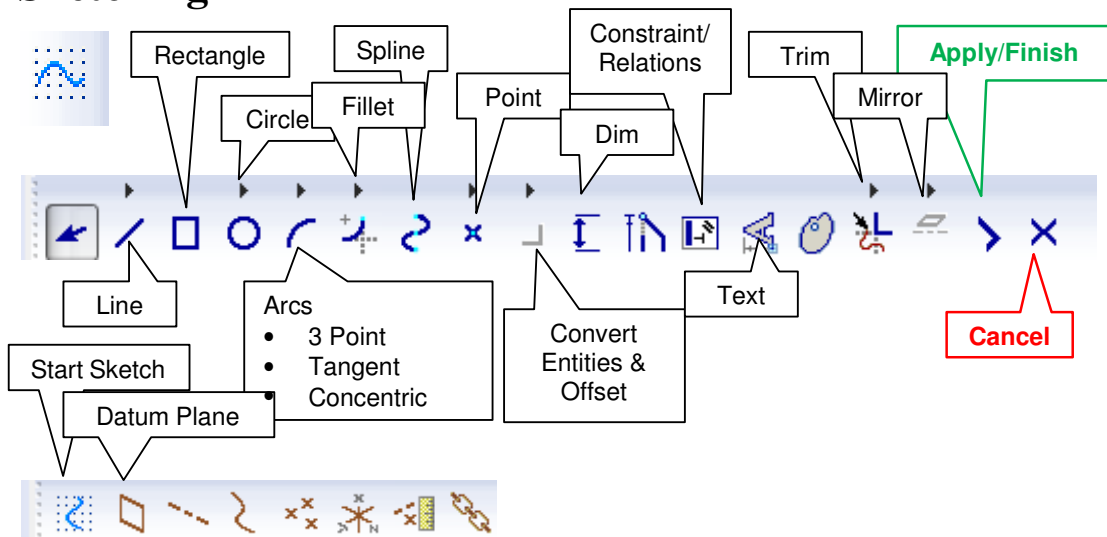 Rectangle
Spline
Constraint/
Relations
Trim
Apply/Finish
Circle
Fillet
Point
Mirror
Dim
Line
Arcs
• 3 Point
• Tangent
• Concentric
Convert
Entities &
Offset
Text
Cancel
Start Sketch
Datum Plane